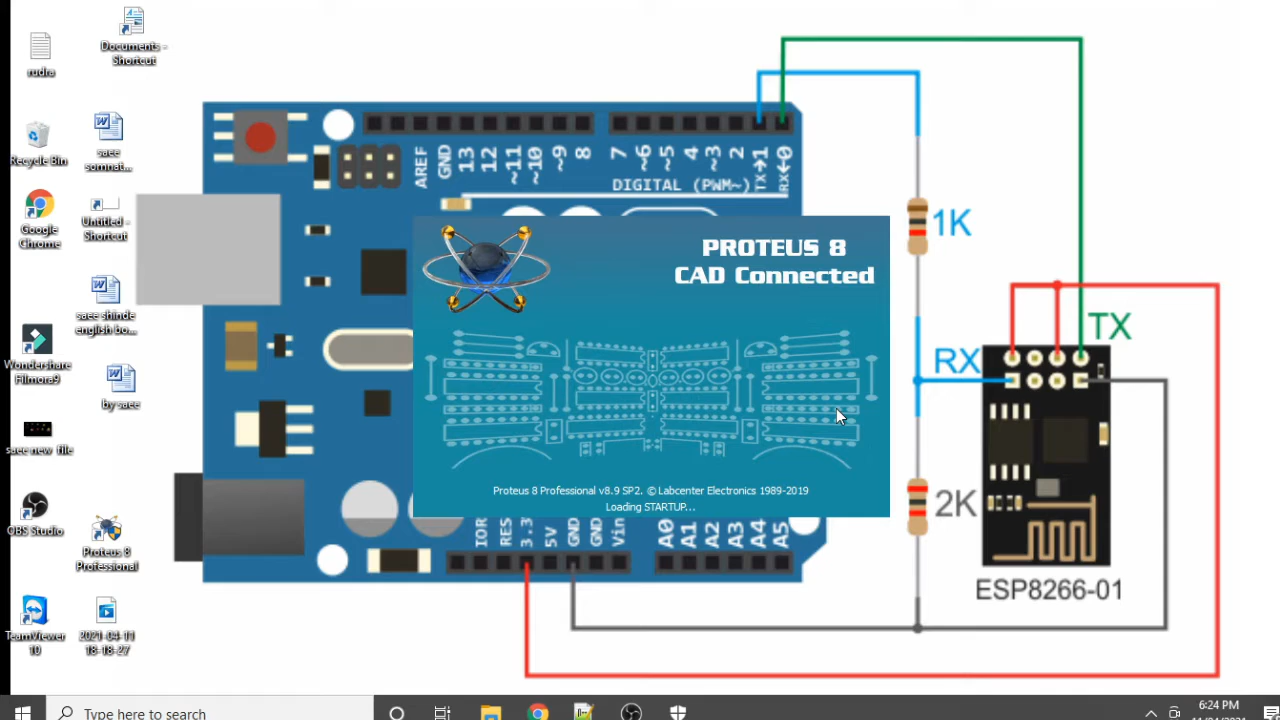 rudra
Documents -
Shortcut
Recycle Bin
saee
somnat...
Google
Chrome
Untitled -
Shortcut
saee shinde
english bo...
Wondershare
Filmora9
by saee
saee new file
OBS Studio
Proteus 8
Professional
TeamViewer
10
2021-04-11
18-18-27
AREF
GND
13
12
~11
~10
~9
8
7
~6
~5
4
~3
2
TX→1
RX←0
DIGITAL (PWM~)
1K
PROTEUS 8
CAD Connected
TX
RX
Proteus 8 Professional v8.9 SP2. © Labcenter Electronics 1989-2019
Loading STARTUP...
2K
ESP8266-01
RES
3.3
5V
GND
GND
Vin
A0
A1
A2
A3
A4
A5
Type here to search
6:24 PM